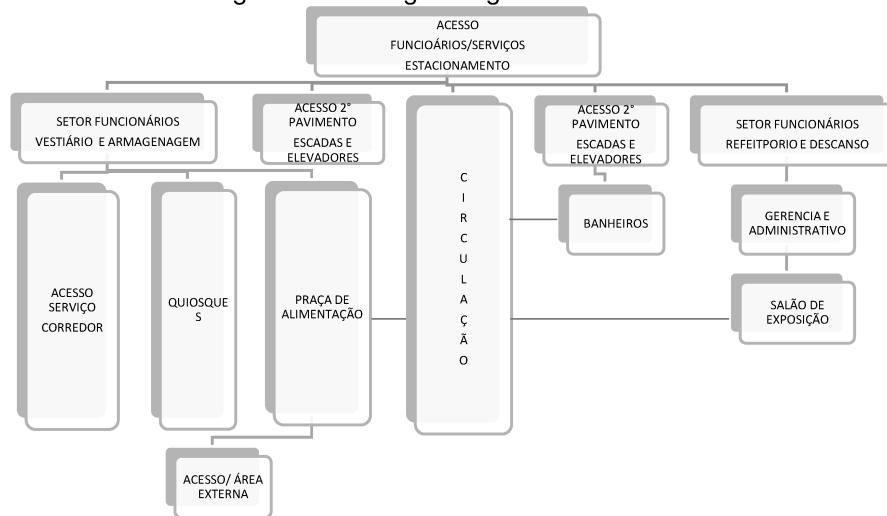 ACESSO
FUNCIOÁRIOS/SERVIÇOS
ESTACIONAMENTO
SETOR FUNCIONÁRIOS
VESTIÁRIO E ARMAGENAGEM
ACESSO 2°
PAVIMENTO
ESCADAS E
ELEVADORES
C
I
R
C
U
L
A
Ç
Ã
O
ACESSO 2°
PAVIMENTO
ESCADAS E
ELEVADORES
SETOR FUNCIONÁRIOS
REFEITPORIO E DESCANSO
ACESSO
SERVIÇO
CORREDOR
QUIOSQUE
S
PRAÇA DE
ALIMENTAÇÃO
BANHEIROS
GERENCIA E
ADMINISTRATIVO
SALÃO DE
EXPOSIÇÃO
ACESSO/ ÁREA
EXTERNA